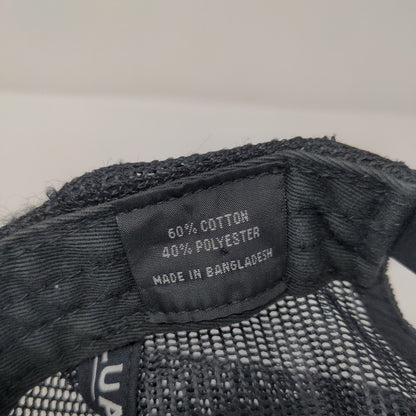 60% COTTON
40% POLYESTER
MADE IN BANGLADESH